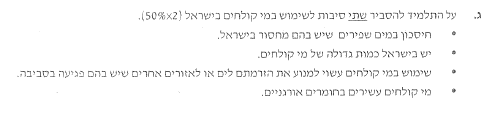 ג. על התלמיד להסביר שתי סיבות לשימוש במי קולחים בישראל (50%x2).
• חיסכון במים שפירים שיש בהם מחסור בישראל.
• יש בישראל כמות גדולה של מי קולחים.
• שימוש במי קולחים עשוי למנוע את הזרמתם לים או לאזורים אחרים שיש בהם פגיעה בסביבה.
• מי קולחים עשירים בחומרים אורגניים.